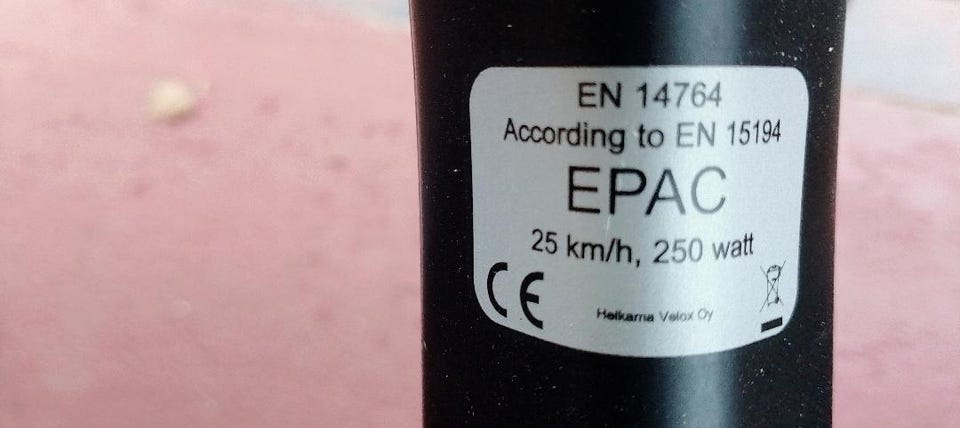 EN 14764
According to EN 15194
EPAC
25 km/h, 250 watt
CE
Helkama Velox Oy